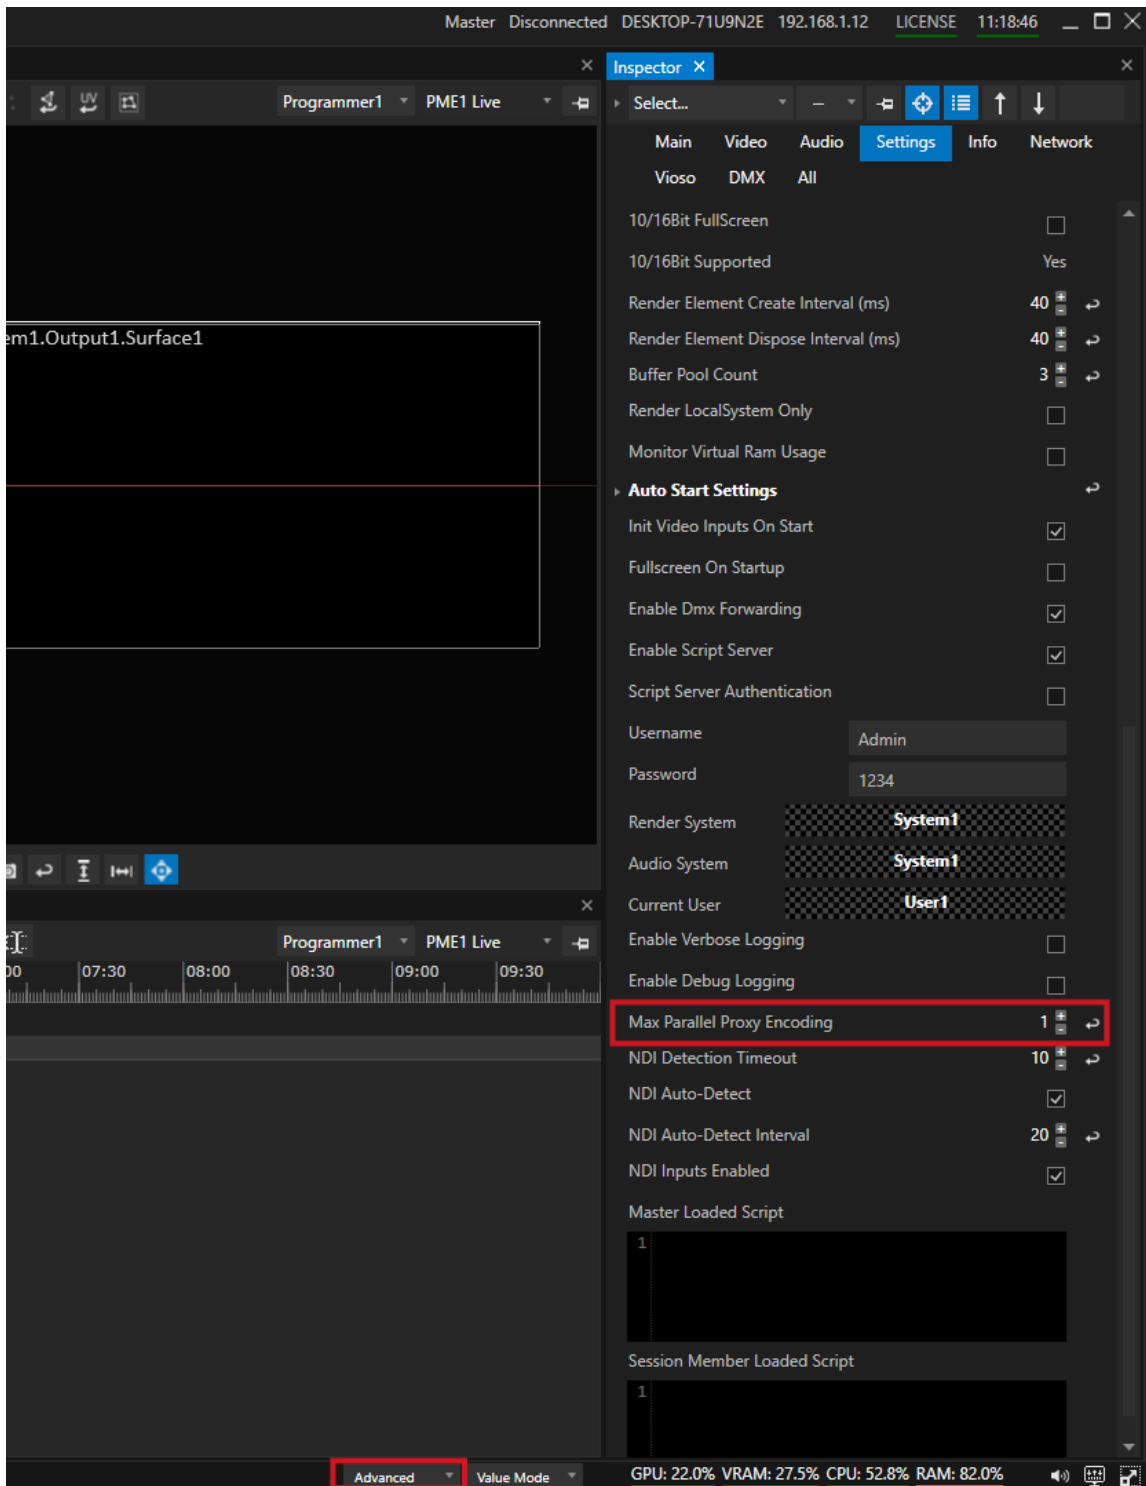 Master Disconnected DESKTOP-71U9N2E 192.168.1.12 LICENSE 11:18:46
Inspector
Programmer1 PME1 Live
Select...
Main Video Audio Settings Info Network
Vioso DMX All
10/16Bit FullScreen
10/16Bit Supported Yes
Render Element Create Interval (ms) 40
em1.Output1.Surface1
Render Element Dispose Interval (ms) 40
Buffer Pool Count 3
Render LocalSystem Only
Monitor Virtual Ram Usage
Auto Start Settings
Init Video Inputs On Start
Fullscreen On Startup
Enable Dmx Forwarding
Enable Script Server
Script Server Authentication
Username Admin
Password 1234
Render System System1
Audio System System1
Current User User1
Programmer1 PME1 Live
Enable Verbose Logging
00 07:30 08:00 08:30 09:00 09:30
Enable Debug Logging
Max Parallel Proxy Encoding 1
NDI Detection Timeout 10
NDI Auto-Detect
NDI Auto-Detect Interval 20
NDI Inputs Enabled
Master Loaded Script
1
Session Member Loaded Script
1
Advanced Value Mode GPU: 22.0% VRAM: 27.5% CPU: 52.8% RAM: 82.0%